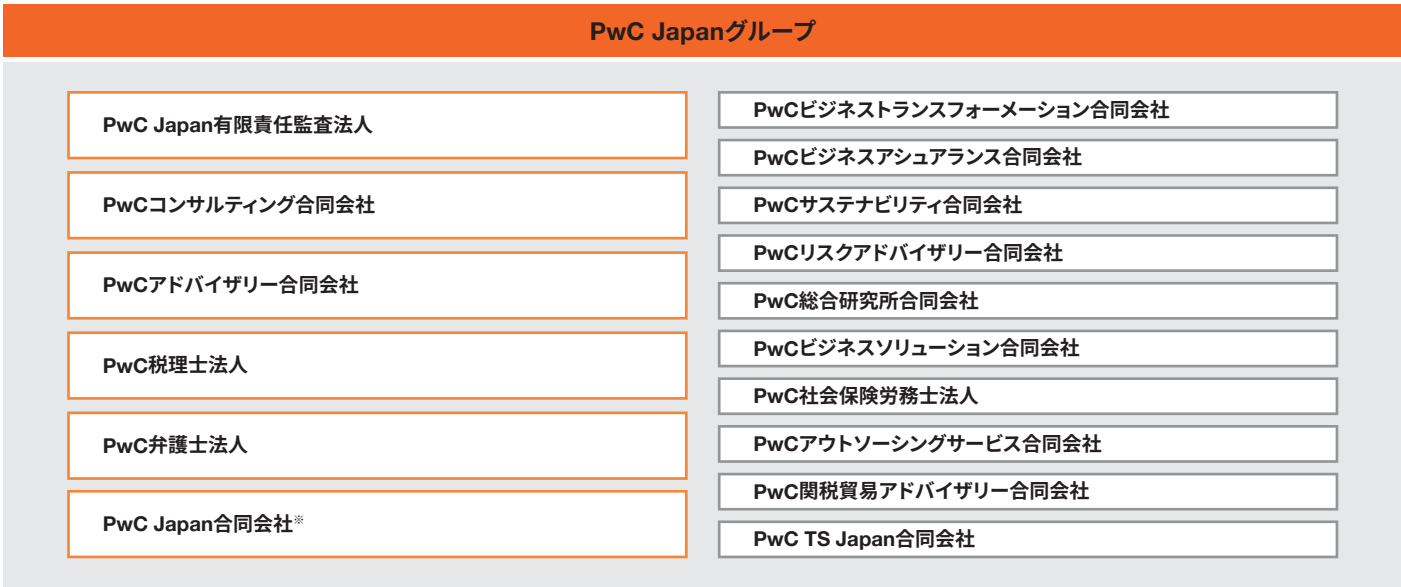 PwC Japanグループ
PwC Japan有限責任監査法人
PwCコンサルティング合同会社
PwCアドバイザリー合同会社
PwC税理士法人
PwC弁護士法人
PwC Japan合同会社※
PwCビジネストランスフォーメーション合同会社
PwCビジネスアシュアランス合同会社
PwCサステナビリティ合同会社
PwCリスクアドバイザリー合同会社
PwC総合研究所合同会社
PwCビジネスソリューション合同会社
PwC社会保険労務士法人
PwCアウトソーシングサービス合同会社
PwC関税貿易アドバイザリー合同会社
PwC TS Japan合同会社